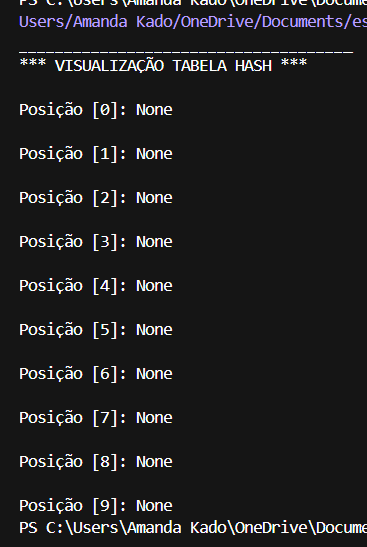 PS C:\Users\Amanda Kado\OneDrive\Docum
Users/Amanda Kado/OneDrive/Documents/es
_____________________________________
*** VISUALIZAÇÃO TABELA HASH ***
Posição [0]: None
Posição [1]: None
Posição [2]: None
Posição [3]: None
Posição [4]: None
Posição [5]: None
Posição [6]: None
Posição [7]: None
Posição [8]: None
Posição [9]: None
PS C:\Users\Amanda Kado\OneDrive\Docume